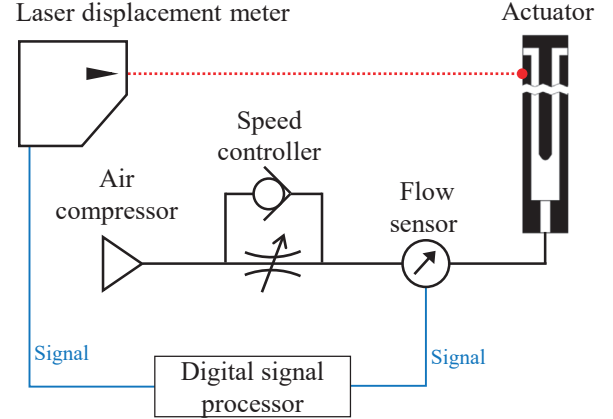 Laser displacement meter
Actuator
Speed
controller
Air
compressor
Flow
sensor
Signal
Signal
Digital signal
processor